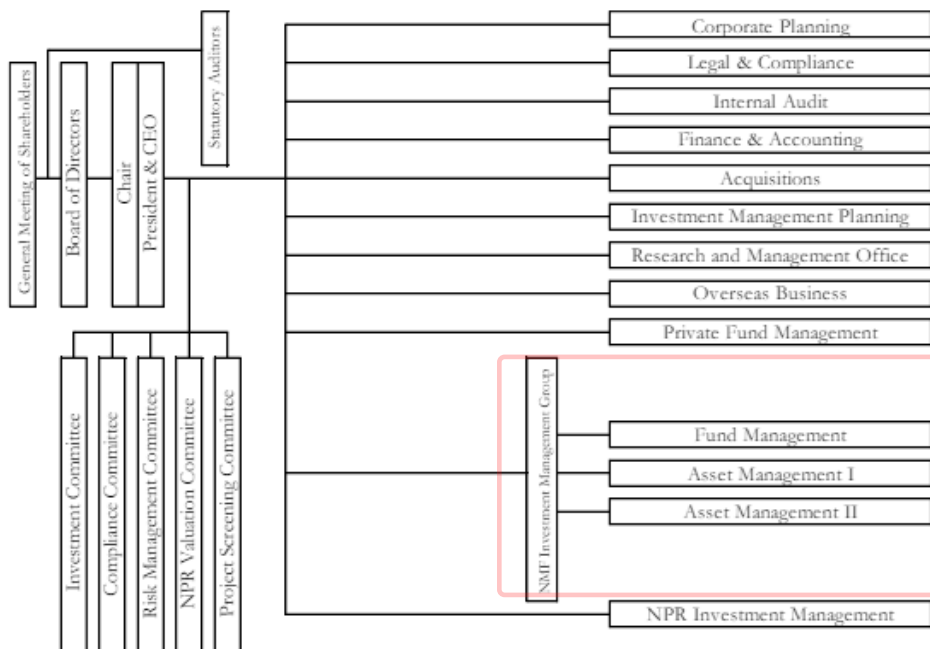 General Meeting of Shareholders
Board of Directors
Chair
President & CEO
Statutory Auditors
Investment Committee
Compliance Committee
Risk Management Committee
NPR Valuation Committee
Project Screening Committee
Corporate Planning
Legal & Compliance
Internal Audit
Finance & Accounting
Acquisitions
Investment Management Planning
Research and Management Office
Overseas Business
Private Fund Management
NMF Investment Management Group
Fund Management
Asset Management I
Asset Management II
NPR Investment Management